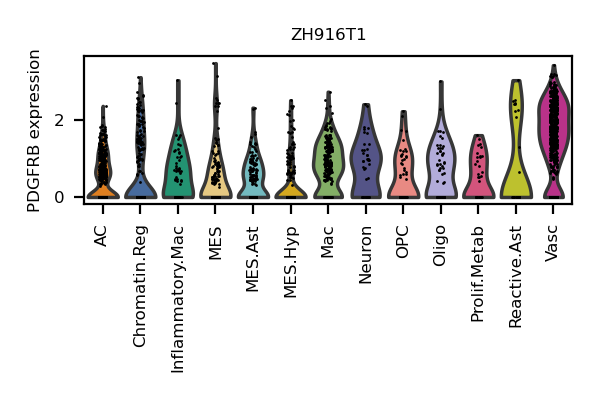 ZH916T1
PDGFRB expression
2
0
AC
Chromatin.Reg
Inflammatory.Mac
MES
MES.Ast
MES.Hyp
Mac
Neuron
OPC
Oligo
Prolif.Metab
Reactive.Ast
Vasc